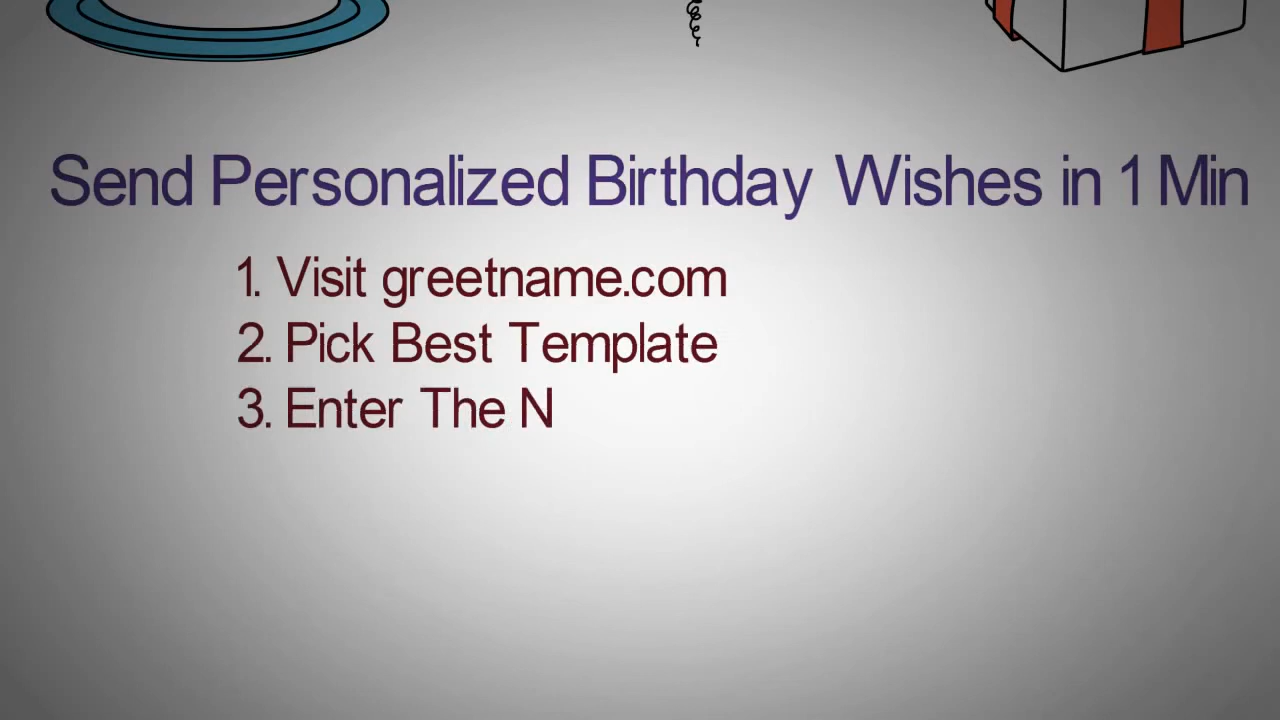 Send Personalized Birthday Wishes in 1 Min
1. Visit greetname.com
2. Pick Best Template
3. Enter The N